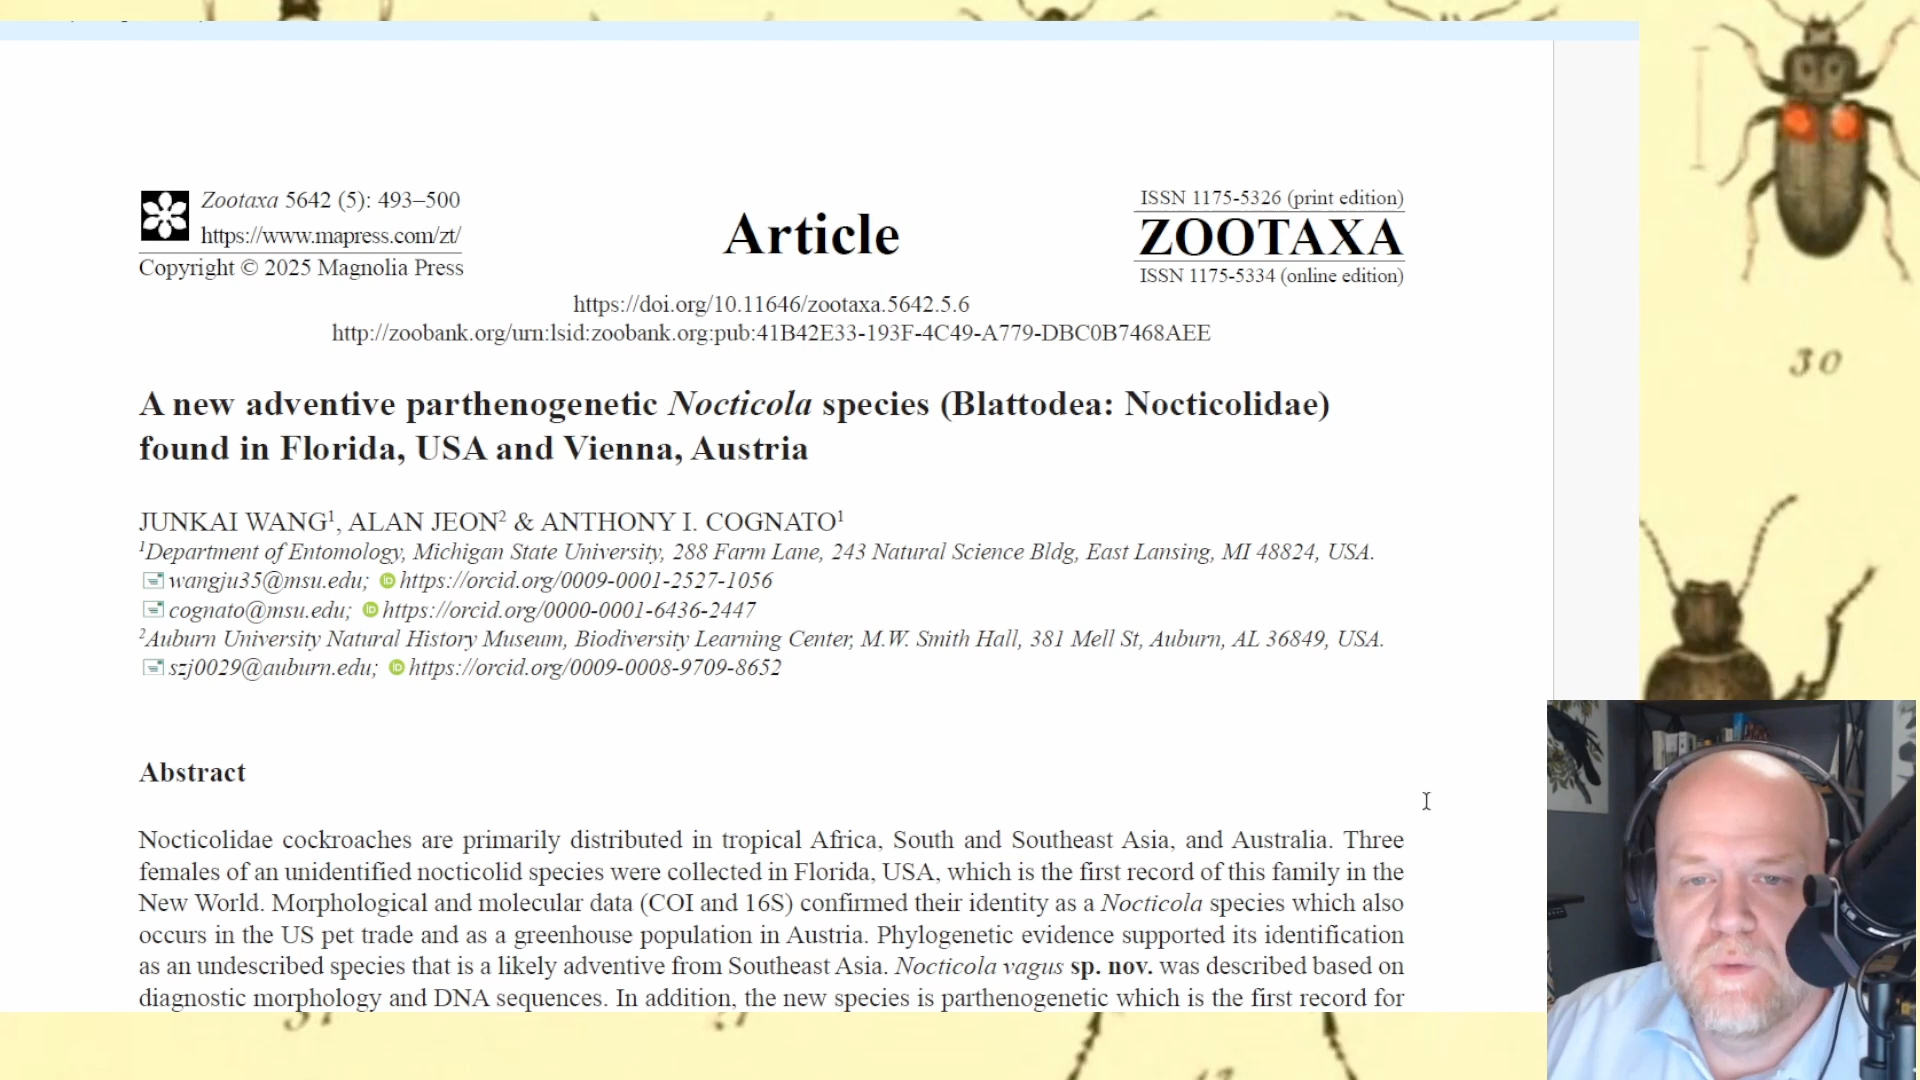 Zootaxa 5642 (5): 493–500
https://www.mapress.com/zt/
Copyright © 2025 Magnolia Press
Article
ISSN 1175-5326 (print edition)
ZOOTAXA
ISSN 1175-5334 (online edition)
https://doi.org/10.11646/zootaxa.5642.5.6
http://zoobank.org/urn:lsid:zoobank.org:pub:41B42E33-193F-4C49-A779-DBC0B7468AEE
A new adventive parthenogenetic Nocticola species (Blattodea: Nocticolidae)
found in Florida, USA and Vienna, Austria
JUNKAI WANG1, ALAN JEON2 & ANTHONY I. COGNATO1
1Department of Entomology, Michigan State University, 288 Farm Lane, 243 Natural Science Bldg, East Lansing, MI 48824, USA.
wangju35@msu.edu; https://orcid.org/0009-0001-2527-1056
cognato@msu.edu; https://orcid.org/0000-0001-6436-2447
2Auburn University Natural History Museum, Biodiversity Learning Center, M.W. Smith Hall, 381 Mell St, Auburn, AL 36849, USA.
szj0029@auburn.edu; https://orcid.org/0009-0008-9709-8652
Abstract
Nocticolidae cockroaches are primarily distributed in tropical Africa, South and Southeast Asia, and Australia. Three
females of an unidentified nocticolid species were collected in Florida, USA, which is the first record of this family in the
New World. Morphological and molecular data (COI and 16S) confirmed their identity as a Nocticola species which also
occurs in the US pet trade and as a greenhouse population in Austria. Phylogenetic evidence supported its identification
as an undescribed species that is a likely adventive from Southeast Asia. Nocticola vagus sp. nov. was described based on
diagnostic morphology and DNA sequences. In addition, the new species is parthenogenetic which is the first record for
30